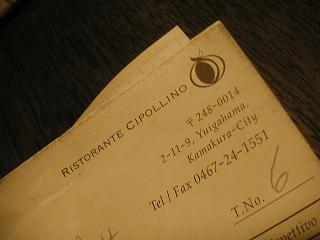 RISTORANTE CIPOLLINO
〒248-0014
2-11-9, Yuigahama,
Kamakura-City
Tel / Fax 0467-24-1551
T.No. 6